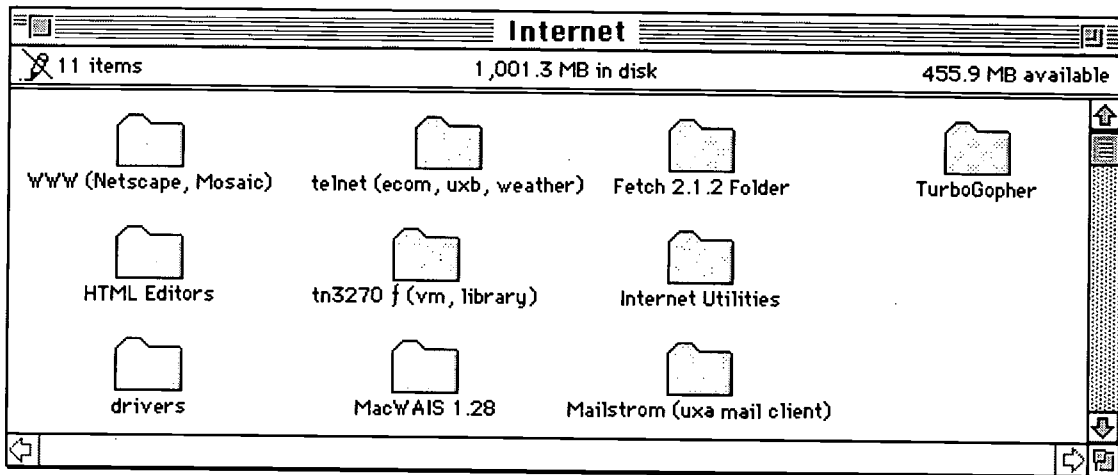 Internet
11 items 1,001.3 MB in disk 455.9 MB available
WWW (Netscape, Mosaic) telnet (ecom, uxb, weather) Fetch 2.1.2 Folder TurboGopher
HTML Editors tn3270 ƒ (vm, library) Internet Utilities
drivers MacWAIS 1.28 Mailstrom (uxa mail client)